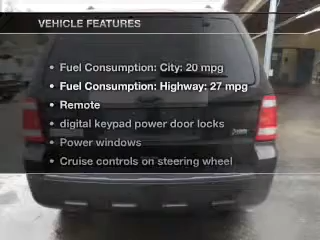 VEHICLE FEATURES
• Fuel Consumption: City: 20 mpg
• Fuel Consumption: Highway: 27 mpg
• Remote
• digital keypad power door locks
• Power windows
• Cruise controls on steering wheel